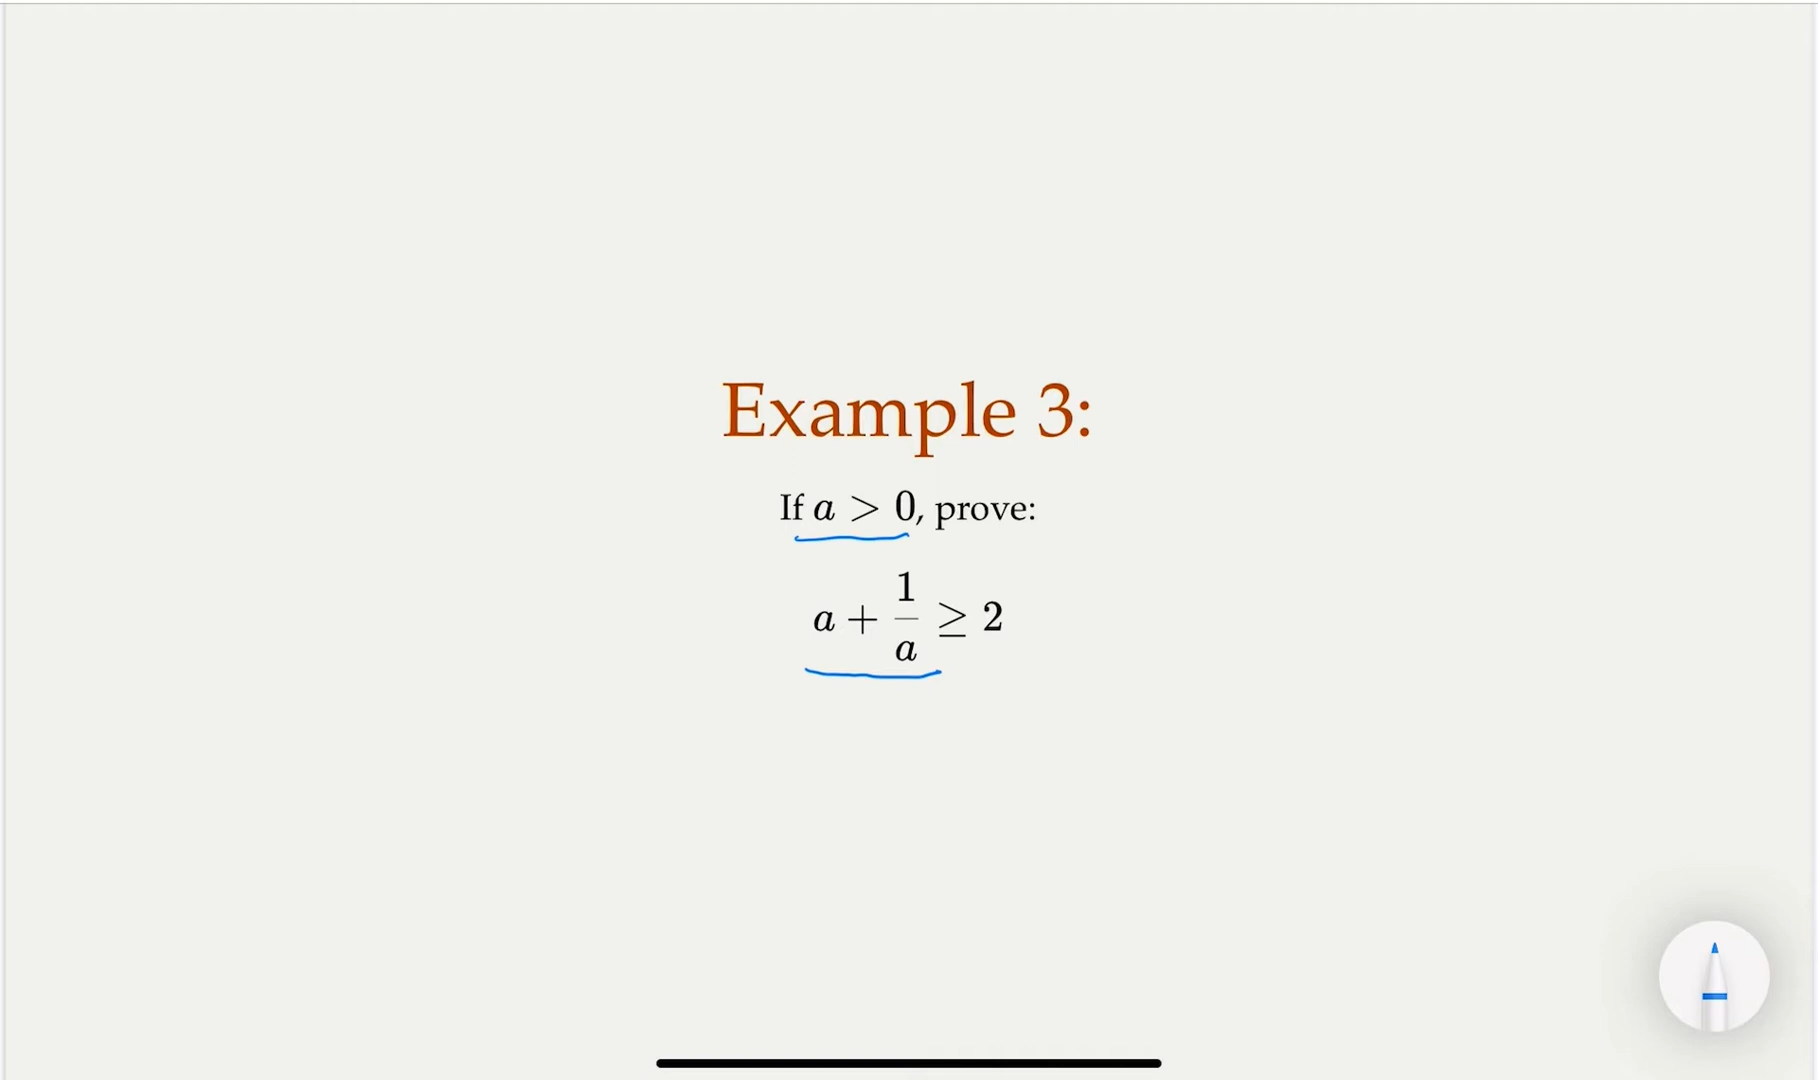 Example 3:
If a > 0, prove:
a + 1/a ≥ 2